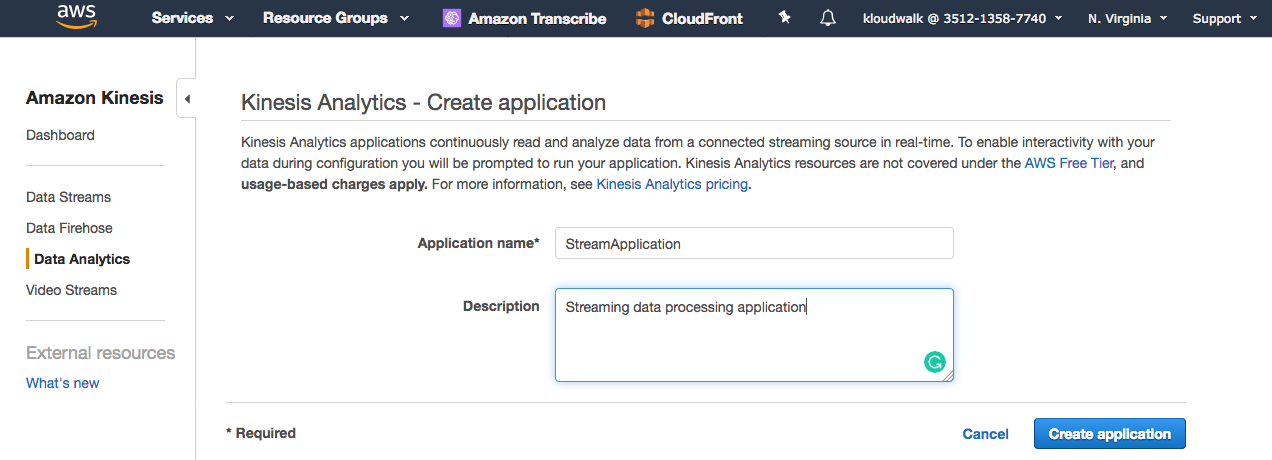 aws Services Resource Groups Amazon Transcribe CloudFront kloudwalk @ 3512-1358-7740 N. Virginia Support
Amazon Kinesis
Dashboard
Data Streams
Data Firehose
Data Analytics
Video Streams
External resources
What's new
Kinesis Analytics - Create application
Kinesis Analytics applications continuously read and analyze data from a connected streaming source in real-time. To enable interactivity with your
data during configuration you will be prompted to run your application. Kinesis Analytics resources are not covered under the AWS Free Tier, and
usage-based charges apply. For more information, see Kinesis Analytics pricing.
Application name* StreamApplication
Description Streaming data processing application
* Required Cancel Create application